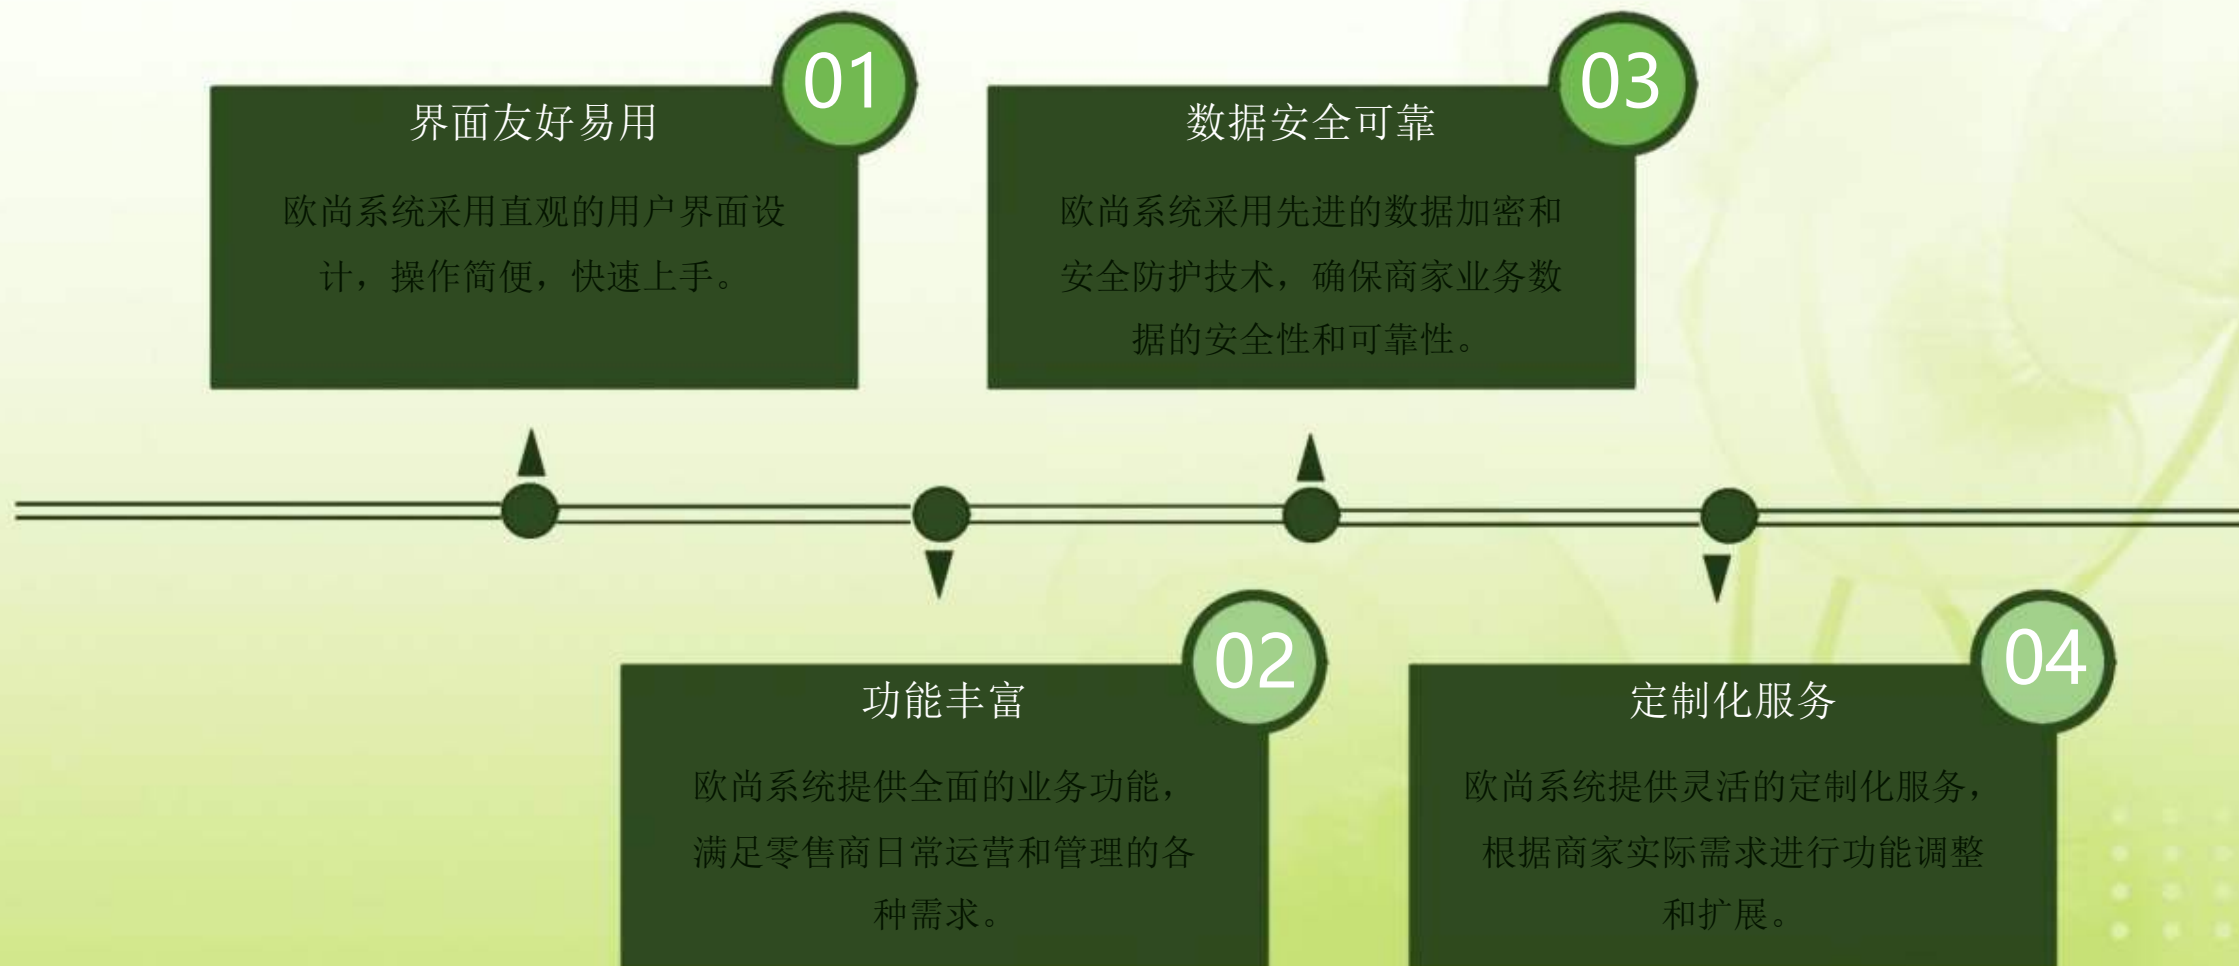 01
界面友好易用
欧尚系统采用直观的用户界面设
计，操作简便，快速上手。
02
功能丰富
欧尚系统提供全面的业务功能，
满足零售商日常运营和管理的各
种需求。
03
数据安全可靠
欧尚系统采用先进的数据加密和
安全防护技术，确保商家业务数
据的安全性和可靠性。
04
定制化服务
欧尚系统提供灵活的定制化服务，
根据商家实际需求进行功能调整
和扩展。